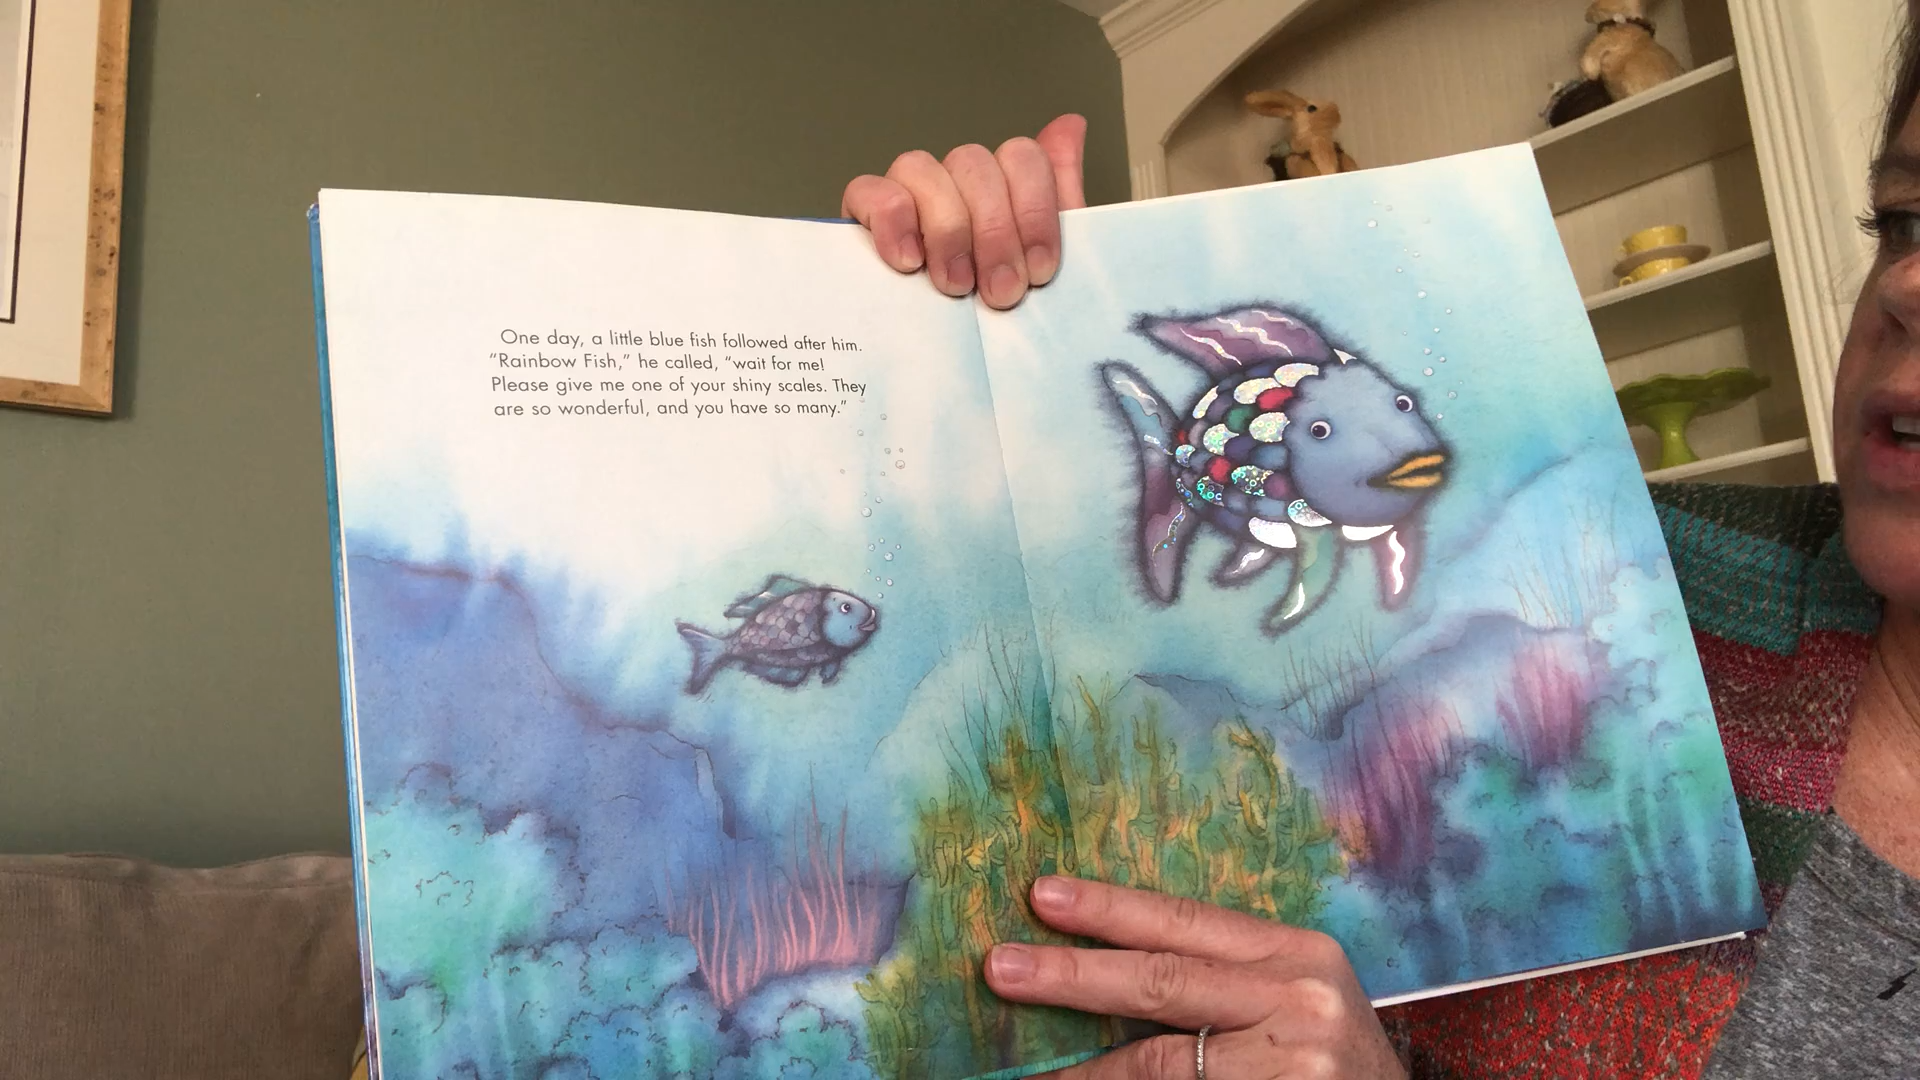 One day, a little blue fish followed after him.
“Rainbow Fish,” he called, “wait for me!
Please give me one of your shiny scales. They
are so wonderful, and you have so many.”